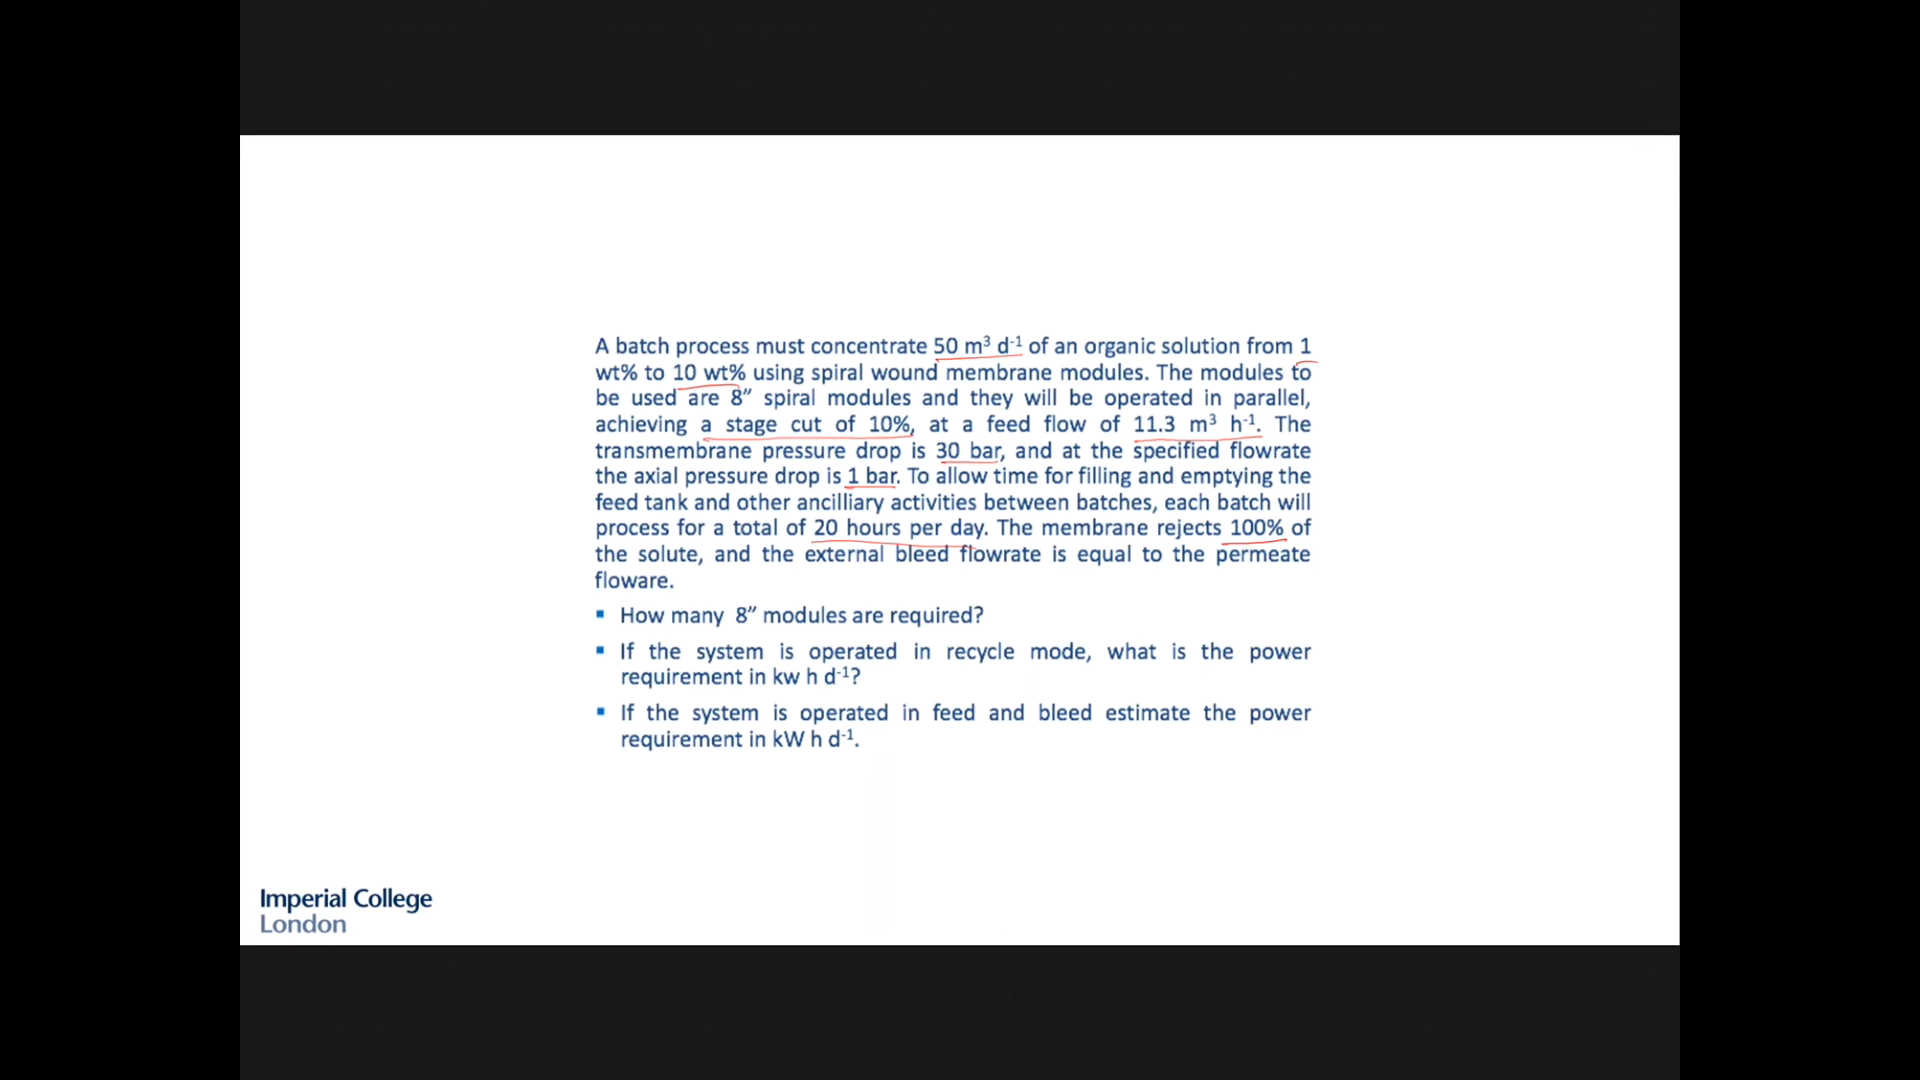 A batch process must concentrate 50 m³ d⁻¹ of an organic solution from 1
wt% to 10 wt% using spiral wound membrane modules. The modules to
be used are 8” spiral modules and they will be operated in parallel,
achieving a stage cut of 10%, at a feed flow of 11.3 m³ h⁻¹. The
transmembrane pressure drop is 30 bar, and at the specified flowrate
the axial pressure drop is 1 bar. To allow time for filling and emptying the
feed tank and other ancilliary activities between batches, each batch will
process for a total of 20 hours per day. The membrane rejects 100% of
the solute, and the external bleed flowrate is equal to the permeate
floware.
▪ How many 8” modules are required?
▪ If the system is operated in recycle mode, what is the power
requirement in kw h d⁻¹?
▪ If the system is operated in feed and bleed estimate the power
requirement in kW h d⁻¹.
Imperial College
London